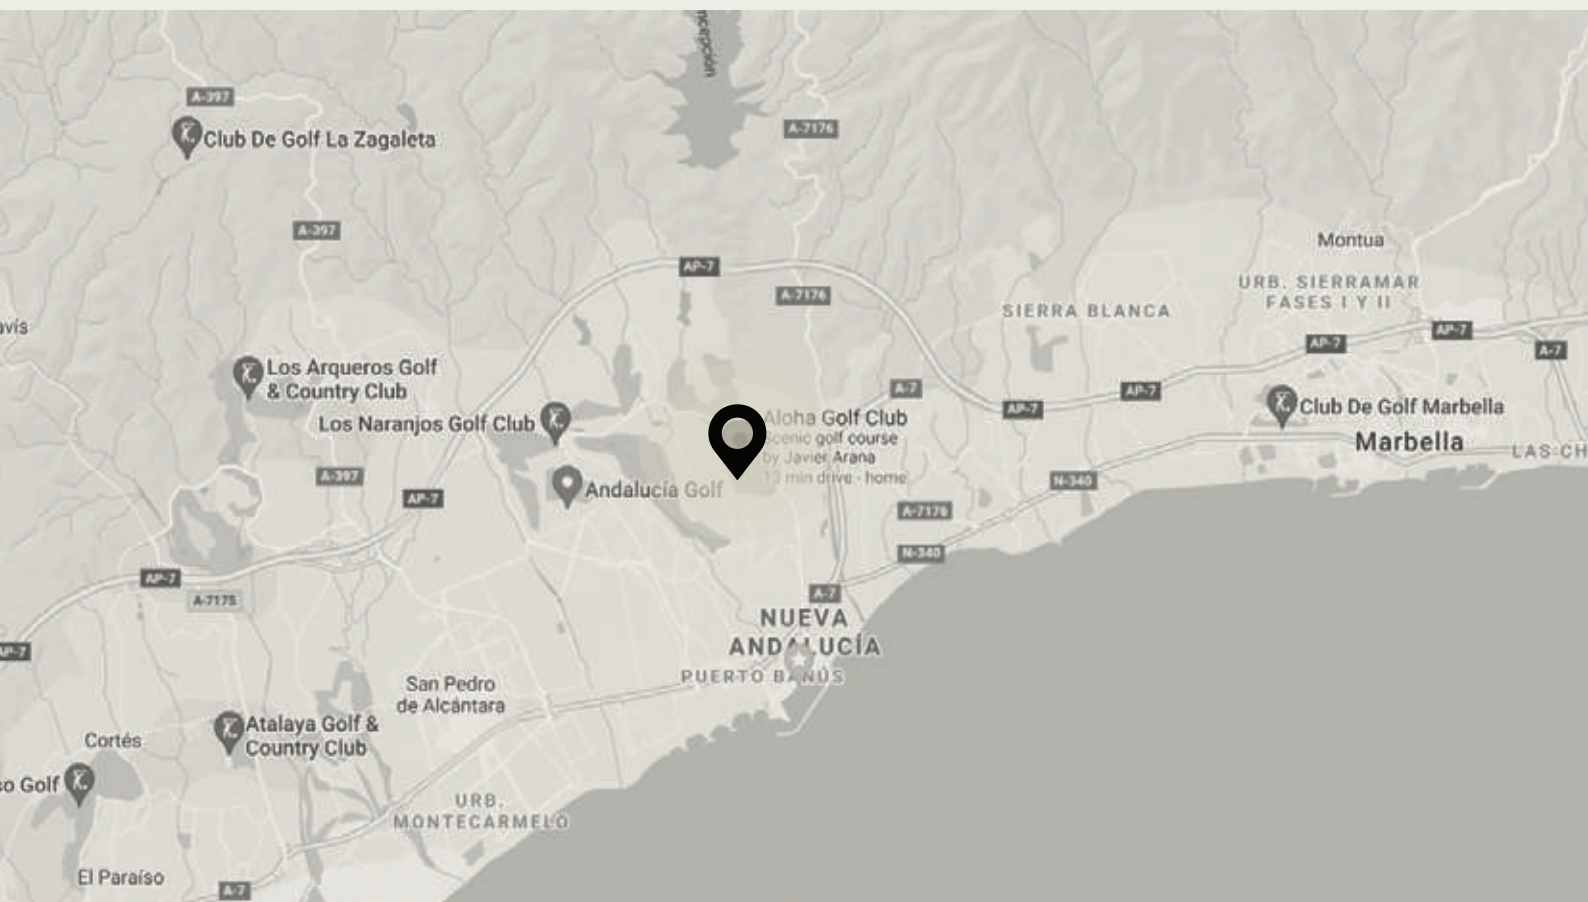 A-397
Club De Golf La Zagaleta
A-7176
A-397
Montua
AP-7
A-7176
URB. SIERRAMAR
FASES I Y II
SIERRA BLANCA
AP-7
AP-7
A-7
Los Arqueros Golf
& Country Club
A-7
AP-7
AP-7
Los Naranjos Golf Club
Aloha Golf Club
Scenic golf course
by Javier Arana
13 min drive - home
Club De Golf Marbella
Marbella
A-397
AP-7
Andalucía Golf
N-340
A-7176
N-340
AP-7
A-7175
A-7
NUEVA
ANDALUCÍA
PUERTO BANÚS
AP-7
San Pedro
de Alcántara
Atalaya Golf &
Country Club
Cortés
Golf
URB.
MONTECARMELO
El Paraíso
A-7